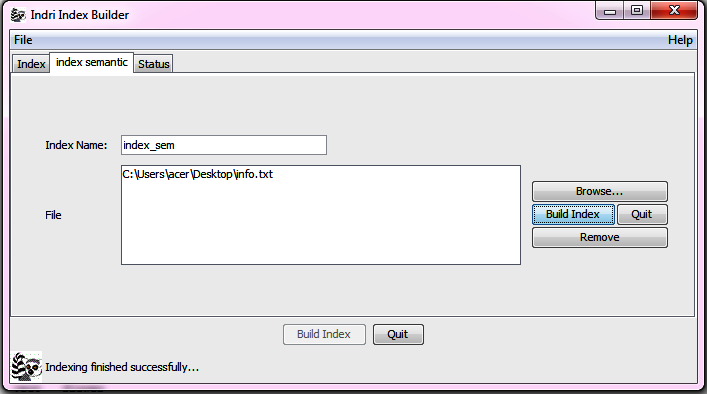 Indri Index Builder
File Help
Index index semantic Status
Index Name: index_sem
C:\Users\acer\Desktop\info.txt
Browse...
File Build Index Quit
Remove
Build Index Quit
Indexing finished successfully...